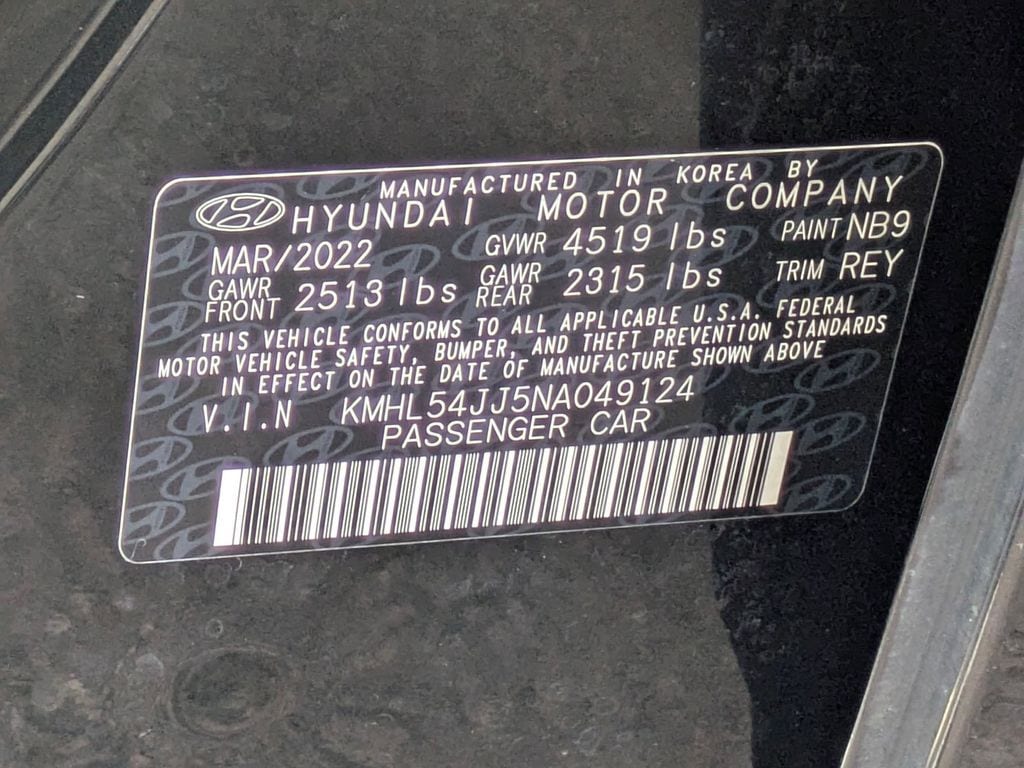 MANUFACTURED IN KOREA BY
HYUNDAI MOTOR COMPANY
MAR/2022 GVWR 4519 lbs PAINT NB9
GAWR FRONT 2513 lbs GAWR REAR 2315 lbs TRIM REY
THIS VEHICLE CONFORMS TO ALL APPLICABLE U.S.A. FEDERAL
MOTOR VEHICLE SAFETY, BUMPER, AND THEFT PREVENTION STANDARDS
IN EFFECT ON THE DATE OF MANUFACTURE SHOWN ABOVE
V.I.N KMHL54JJ5NA049124
PASSENGER CAR